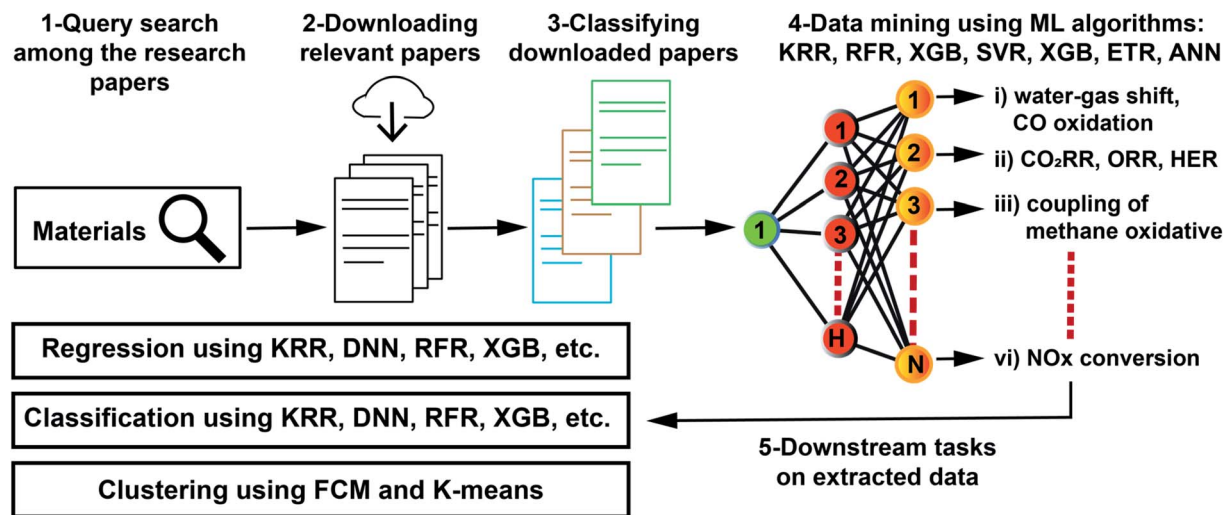 1-Query search
among the research
papers
2-Downloading
relevant papers
3-Classifying
downloaded papers
4-Data mining using ML algorithms:
KRR, RFR, XGB, SVR, XGB, ETR, ANN
Materials
1
1
2
3
H
1
2
3
N
i) water-gas shift,
CO oxidation
ii) CO₂RR, ORR, HER
iii) coupling of
methane oxidative
vi) NOx conversion
5-Downstream tasks
on extracted data
Regression using KRR, DNN, RFR, XGB, etc.
Classification using KRR, DNN, RFR, XGB, etc.
Clustering using FCM and K-means